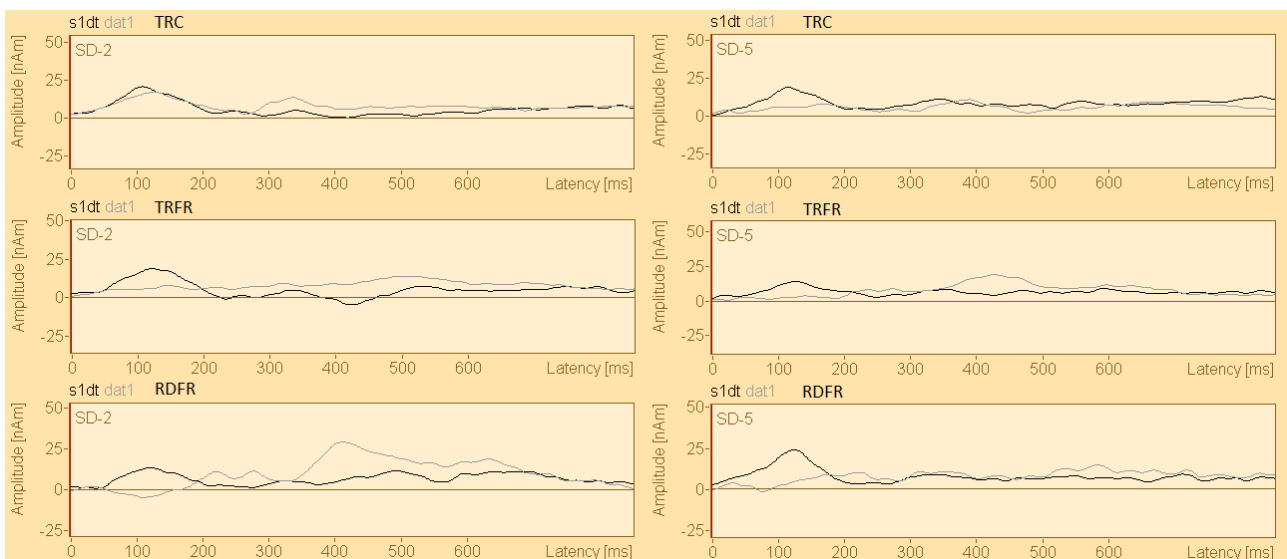 s1dt dat1 TRC
Amplitude [nAm]
50
25
0
-25
SD-2
0 100 200 300 400 500 600 Latency [ms]
s1dt dat1 TRC
Amplitude [nAm]
50
25
0
-25
SD-5
0 100 200 300 400 500 600 Latency [ms]
s1dt dat1 TRFR
Amplitude [nAm]
50
25
0
-25
SD-2
0 100 200 300 400 500 600 Latency [ms]
s1dt dat1 TRFR
Amplitude [nAm]
50
25
0
-25
SD-5
0 100 200 300 400 500 600 Latency [ms]
s1dt dat1 RDFR
Amplitude [nAm]
50
25
0
-25
SD-2
0 100 200 300 400 500 600 Latency [ms]
s1dt dat1 RDFR
Amplitude [nAm]
50
25
0
-25
SD-5
0 100 200 300 400 500 600 Latency [ms]